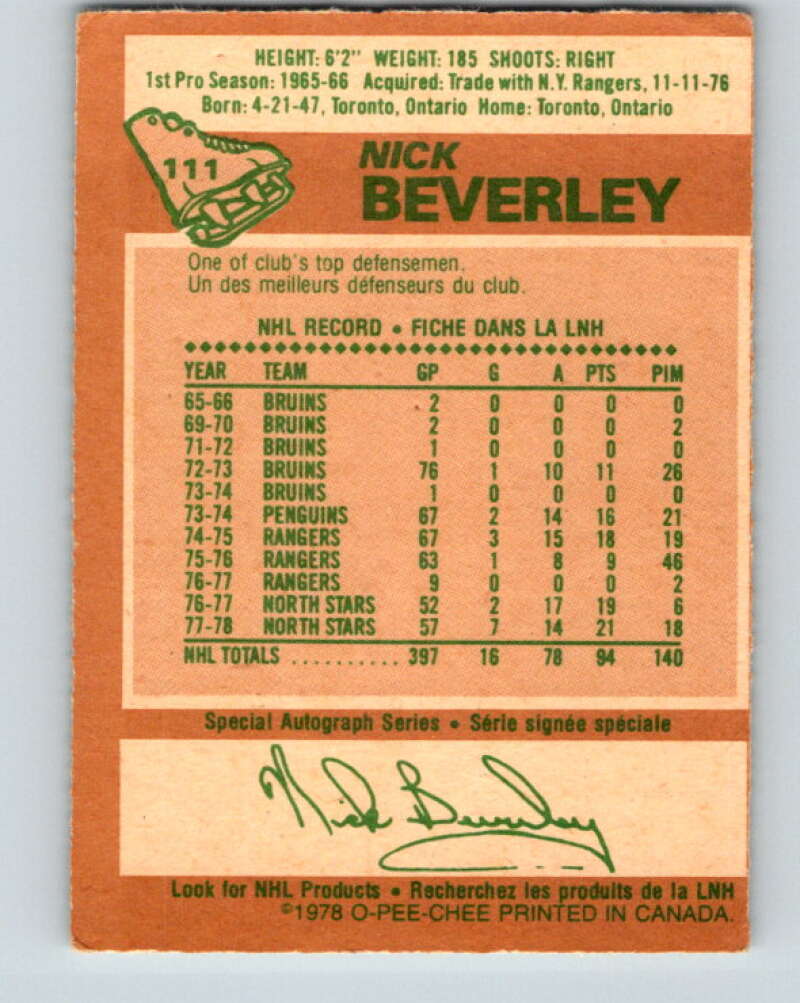 HEIGHT: 6'2" WEIGHT: 185 SHOOTS: RIGHT
1st Pro Season: 1965-66 Acquired: Trade with N.Y. Rangers, 11-11-76
Born: 4-21-47, Toronto, Ontario Home: Toronto, Ontario
111
NICK
BEVERLEY
One of club's top defensemen.
Un des meilleurs défenseurs du club.
NHL RECORD • FICHE DANS LA LNH
YEAR TEAM GP G A PTS PIM
65-66 BRUINS 2 0 0 0 0
69-70 BRUINS 2 0 0 0 2
71-72 BRUINS 1 0 0 0 0
72-73 BRUINS 76 1 10 11 26
73-74 BRUINS 1 0 0 0 0
73-74 PENGUINS 67 2 14 16 21
74-75 RANGERS 67 3 15 18 19
75-76 RANGERS 63 1 8 9 46
76-77 RANGERS 9 0 0 0 2
76-77 NORTH STARS 52 2 17 19 6
77-78 NORTH STARS 57 7 14 21 18
NHL TOTALS .......... 397 16 78 94 140
Special Autograph Series • Série signée spéciale
Nick Beverley
Look for NHL Products • Recherchez les produits de la LNH
©1978 O-PEE-CHEE PRINTED IN CANADA.